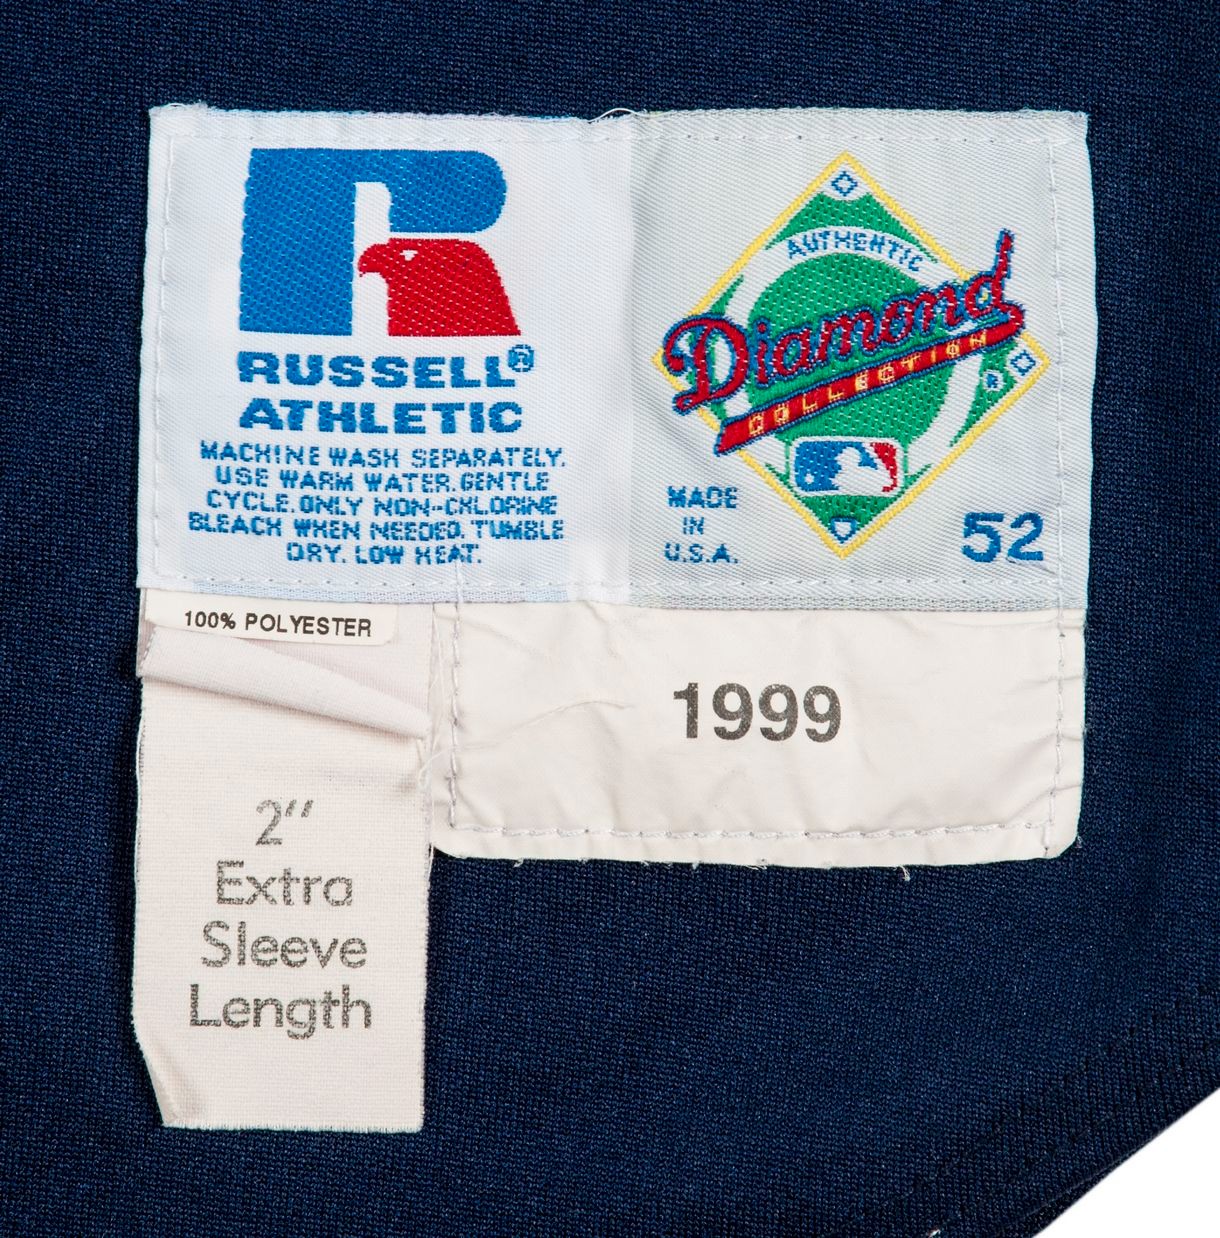 RUSSELL®
ATHLETIC
MACHINE WASH SEPARATELY.
USE WARM WATER. GENTLE
CYCLE. ONLY NON-CHLORINE
BLEACH WHEN NEEDED. TUMBLE
DRY. LOW HEAT.
AUTHENTIC
Diamond
COLLECTION
®
MADE
IN
U.S.A.
52
100% POLYESTER
1999
2"
Extra
Sleeve
Length